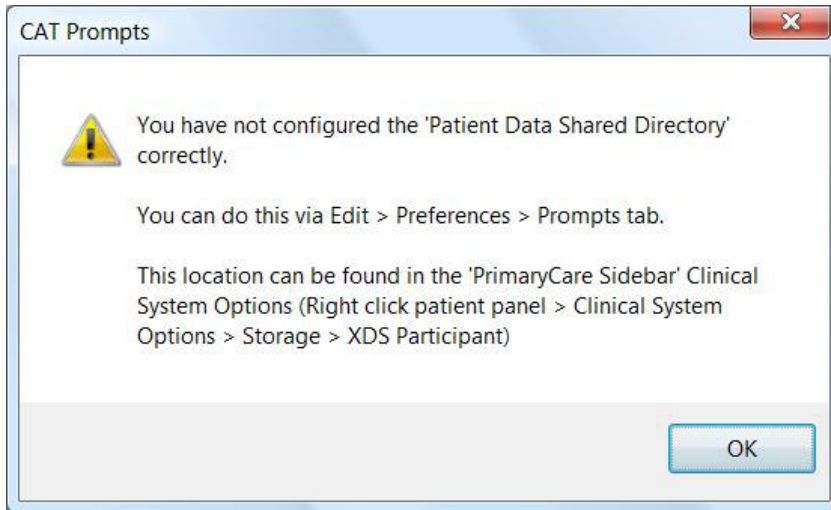 CAT Prompts
You have not configured the 'Patient Data Shared Directory'
correctly.
You can do this via Edit > Preferences > Prompts tab.
This location can be found in the 'PrimaryCare Sidebar' Clinical
System Options (Right click patient panel > Clinical System
Options > Storage > XDS Participant)
OK